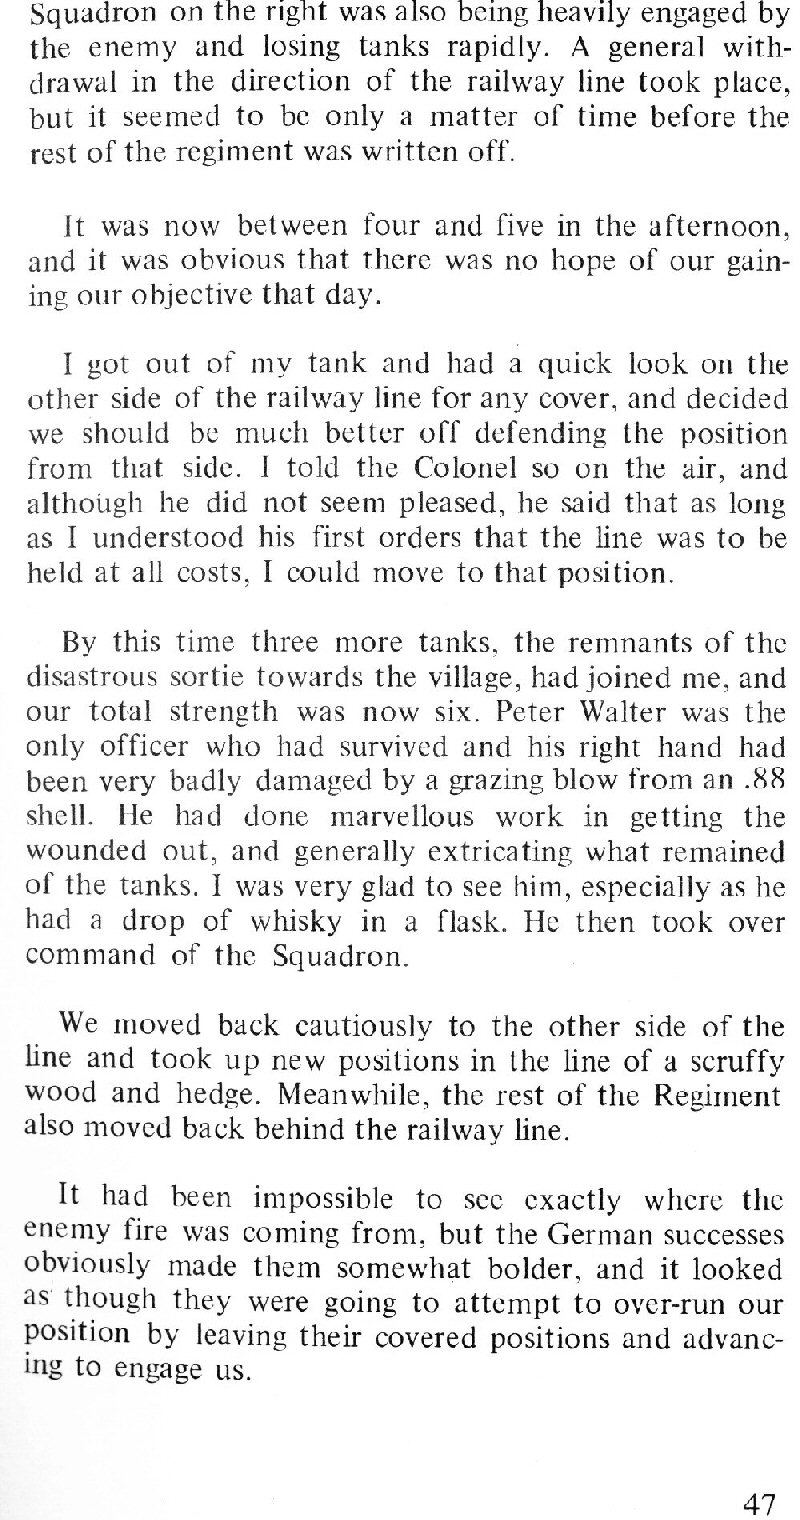 Squadron on the right was also being heavily engaged by
the enemy and losing tanks rapidly. A general with-
drawal in the direction of the railway line took place,
but it seemed to be only a matter of time before the
rest of the regiment was written off.
It was now between four and five in the afternoon,
and it was obvious that there was no hope of our gain-
ing our objective that day.
I got out of my tank and had a quick look on the
other side of the railway line for any cover, and decided
we should be much better off defending the position
from that side. I told the Colonel so on the air, and
although he did not seem pleased, he said that as long
as I understood his first orders that the line was to be
held at all costs, I could move to that position.
By this time three more tanks, the remnants of the
disastrous sortie towards the village, had joined me, and
our total strength was now six. Peter Walter was the
only officer who had survived and his right hand had
been very badly damaged by a grazing blow from an .88
shell. He had done marvellous work in getting the
wounded out, and generally extricating what remained
of the tanks. I was very glad to see him, especially as he
had a drop of whisky in a flask. He then took over
command of the Squadron.
We moved back cautiously to the other side of the
line and took up new positions in the line of a scruffy
wood and hedge. Meanwhile, the rest of the Regiment
also moved back behind the railway line.
It had been impossible to see exactly where the
enemy fire was coming from, but the German successes
obviously made them somewhat bolder, and it looked
as though they were going to attempt to over-run our
position by leaving their covered positions and advanc-
ing to engage us.
47